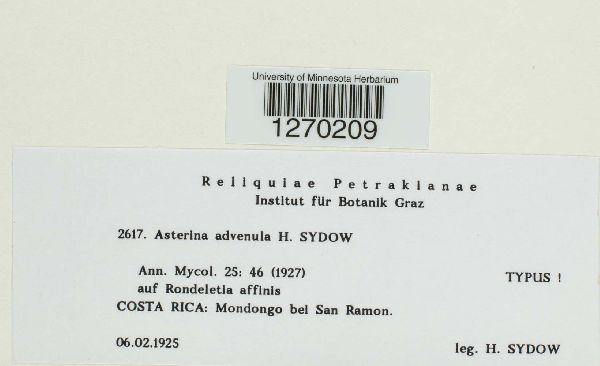 University of Minnesota Herbarium
1270209
Reliquiae Petrakianae
Institut für Botanik Graz
2617. Asterina advenula H. SYDOW
Ann. Mycol. 25: 46 (1927)
TYPUS !
auf Rondeletia affinis
COSTA RICA: Mondongo bei San Ramon.
06.02.1925
leg. H. SYDOW